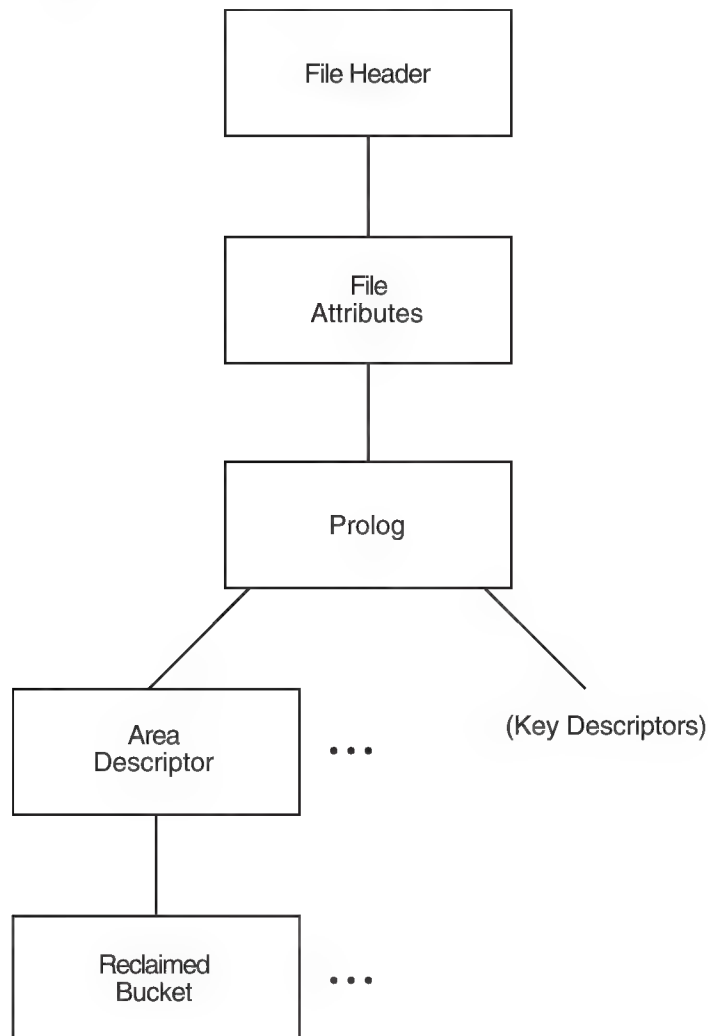 File Header
File
Attributes
Prolog
Area
Descriptor
...
(Key Descriptors)
Reclaimed
Bucket
...